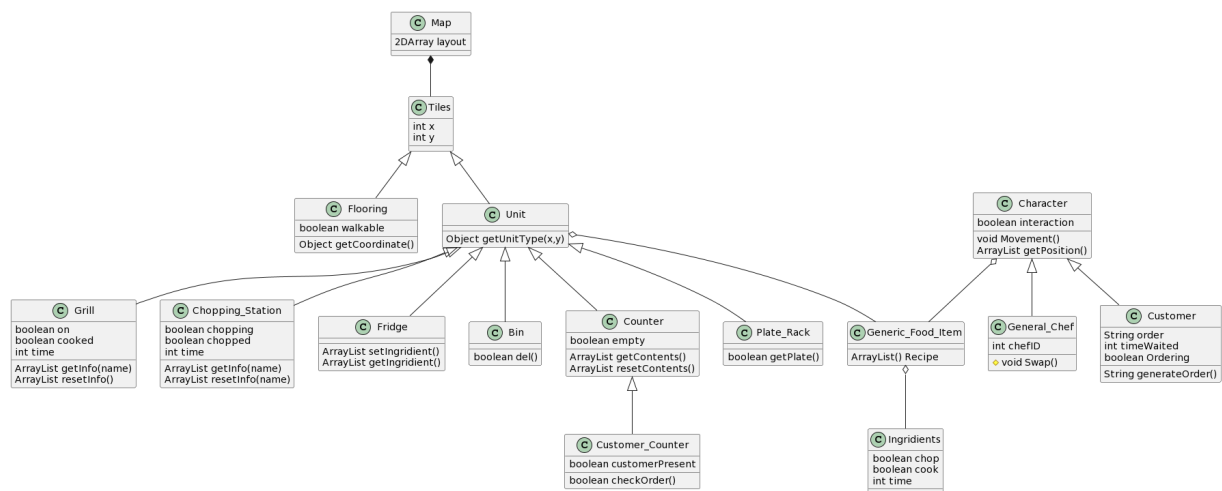 C Map
2DArray layout
C Tiles
int x
int y
C Flooring
boolean walkable
Object getCoordinate()
C Unit
Object getUnitType(x,y)
C Character
boolean interaction
void Movement()
ArrayList getPosition()
C Grill
boolean on
boolean cooked
int time
ArrayList getInfo(name)
ArrayList resetInfo()
C Chopping_Station
boolean chopping
boolean chopped
int time
ArrayList getInfo(name)
ArrayList resetInfo(name)
C Fridge
ArrayList setIngridient()
ArrayList getIngridient()
C Bin
boolean del()
C Counter
boolean empty
ArrayList getContents()
ArrayList resetContents()
C Plate_Rack
boolean getPlate()
C Generic_Food_Item
ArrayList() Recipe
C General_Chef
int chefID
void Swap()
C Customer
String order
int timeWaited
boolean Ordering
String generateOrder()
C Customer_Counter
boolean customerPresent
boolean checkOrder()
C Ingridients
boolean chop
boolean cook
int time